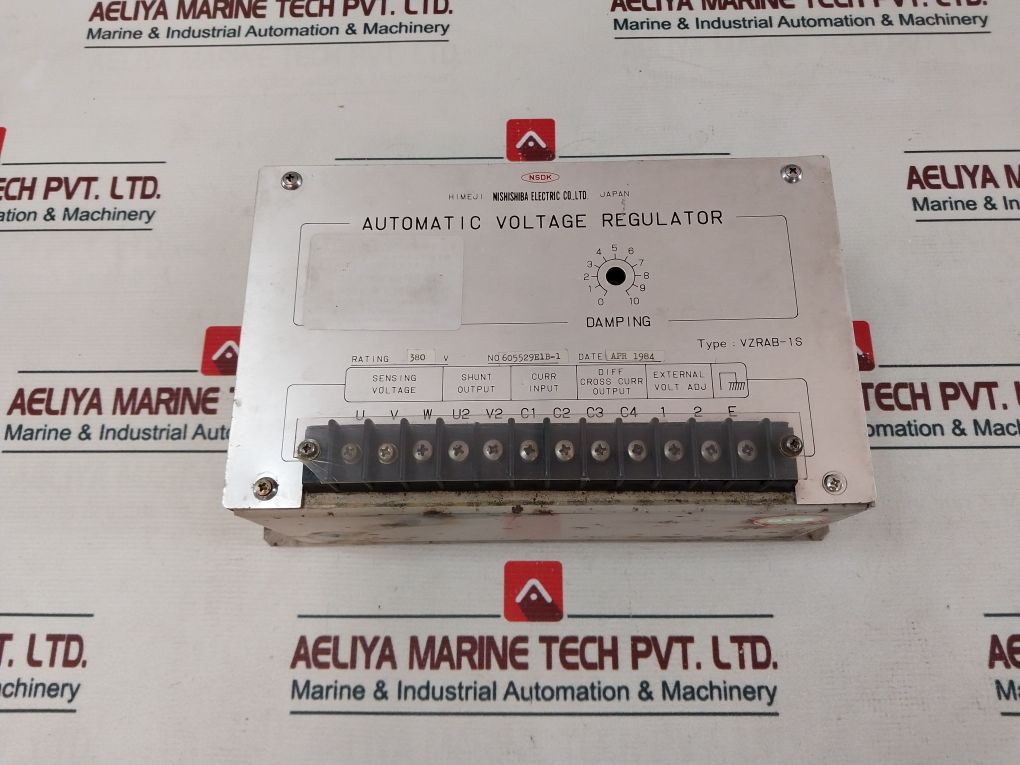 AELIYA MARINE TECH PVT. LTD.
Marine & Industrial Automation & Machinery
AELIYA MARINE TECH PVT. LTD.
Marine & Industrial Automation & Machinery
PVT. LTD.
tion & Machinery
AELIYA MARINE
Marine & Indust
NSDK
HIMEJI NISHISHIBA ELECTRIC CO.,LTD. JAPAN
AUTOMATIC VOLTAGE REGULATOR
0 1 2 3 4 5 6 7 8 9 10
DAMPING
Type : VZRAB-1S
RATING 380 V NO 605529E1B-1 DATE APR 1984
SENSING VOLTAGE
SHUNT OUTPUT
CURR INPUT
DIFF CROSS CURR OUTPUT
EXTERNAL VOLT ADJ
U V W U2 V2 C1 C2 C3 C4 1 2 E
AELIYA MARINE
Marine & Industrial Auto
TECH PVT. LTD.
omation & Machinery
T. LTD.
chinery
AELIYA MARINE TECH PVT. LTD.
Marine & Industrial Automation & Machinery
AE
Ma